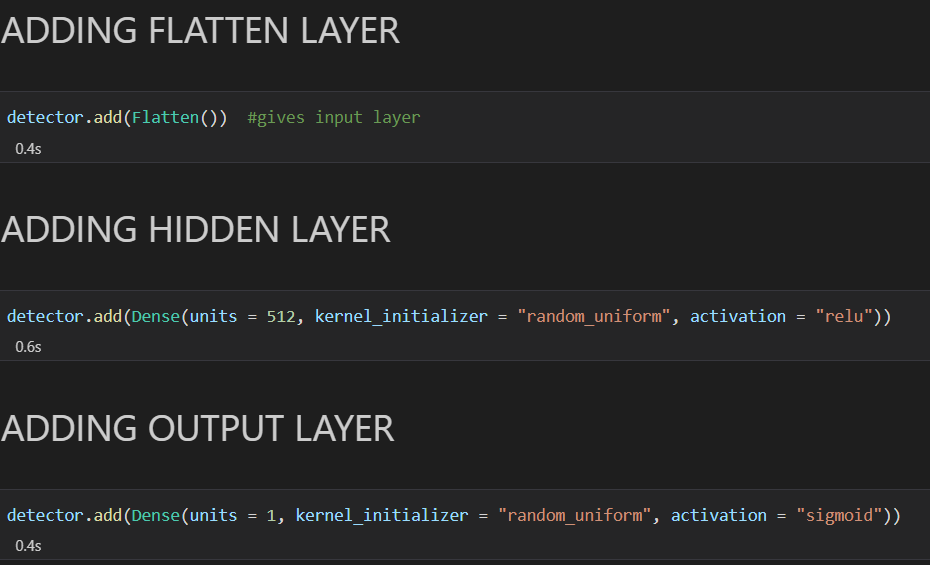 ADDING FLATTEN LAYER
detector.add(Flatten())  #gives input layer
0.4s
ADDING HIDDEN LAYER
detector.add(Dense(units = 512, kernel_initializer = "random_uniform", activation = "relu"))
0.6s
ADDING OUTPUT LAYER
detector.add(Dense(units = 1, kernel_initializer = "random_uniform", activation = "sigmoid"))
0.4s